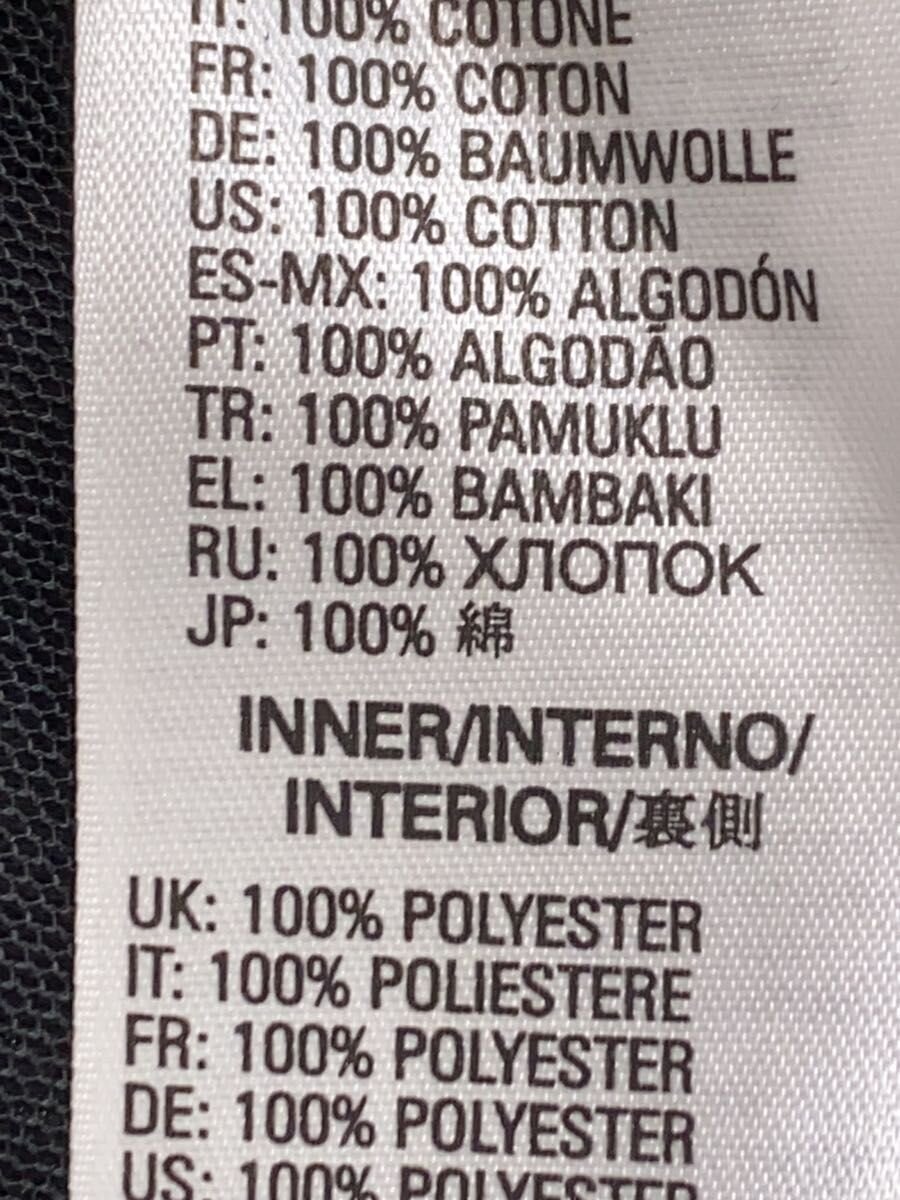 IT: 100% COTONE
FR: 100% COTON
DE: 100% BAUMWOLLE
US: 100% COTTON
ES-MX: 100% ALGODÓN
PT: 100% ALGODÃO
TR: 100% PAMUKLU
EL: 100% BAMBAKI
RU: 100% ХЛОПОК
JP: 100% 綿
INNER/INTERNO/
INTERIOR/裏側
UK: 100% POLYESTER
IT: 100% POLIESTERE
FR: 100% POLYESTER
DE: 100% POLYESTER
US: 100% POLYESTER